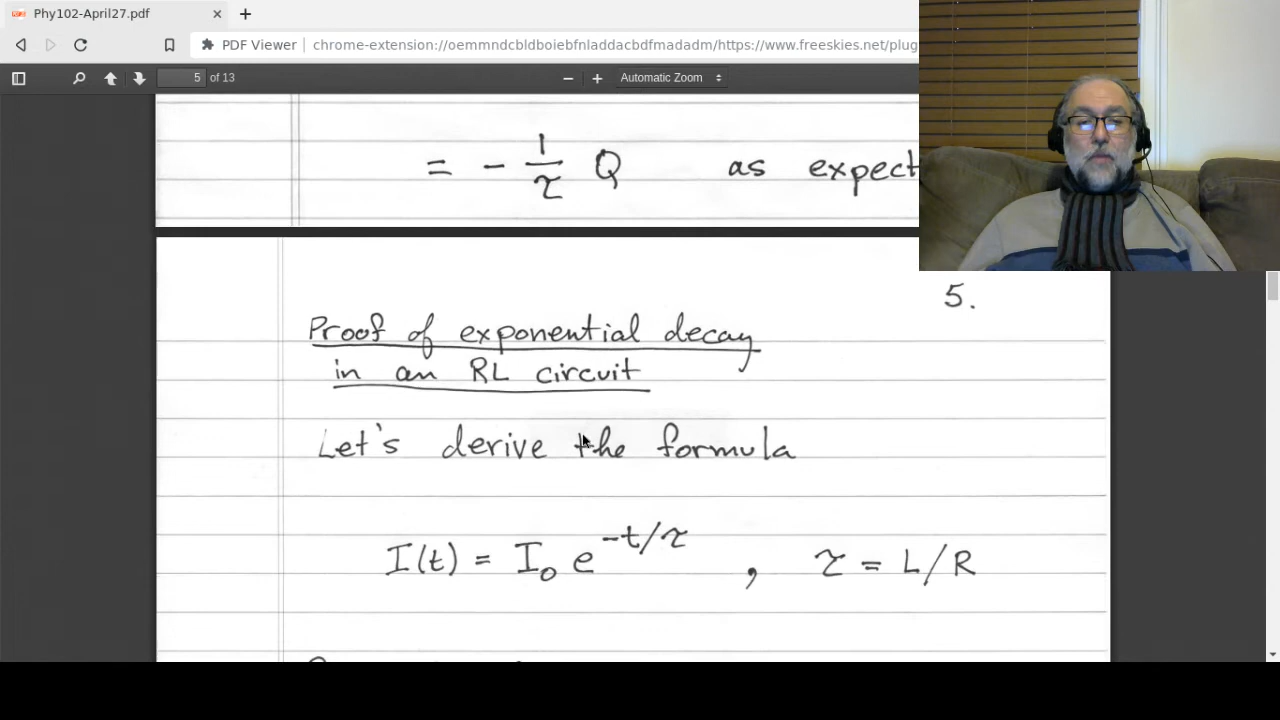 Phy102-April27.pdf
PDF Viewer
chrome-extension://oemmndcbldboiebfnladdacbdfmadadm/https://www.freeskies.net/plug
5 of 13
Automatic Zoom
= - 1/τ Q as expect
5.
Proof of exponential decay
in an RL circuit
Let's derive the formula
I(t) = I₀ e^(-t/τ) , τ = L/R